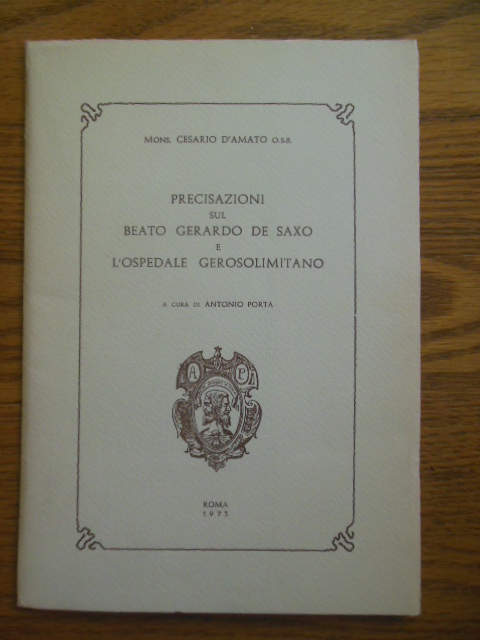 MONS. CESARIO D'AMATO O.S.B.
PRECISAZIONI
SUL
BEATO GERARDO DE SAXO
E
L'OSPEDALE GEROSOLIMITANO
A CURA DI ANTONIO PORTA
A P
ROMA
1973